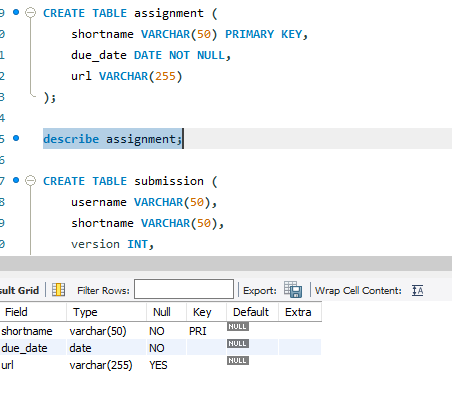 9 CREATE TABLE assignment (
0 shortname VARCHAR(50) PRIMARY KEY,
1 due_date DATE NOT NULL,
2 url VARCHAR(255)
3 );
4
5 describe assignment;
6
7 CREATE TABLE submission (
8 username VARCHAR(50),
9 shortname VARCHAR(50),
0 version INT,
sult Grid Filter Rows: Export: Wrap Cell Content: IA
Field Type Null Key Default Extra
shortname varchar(50) NO PRI NULL
due_date date NO NULL
url varchar(255) YES NULL